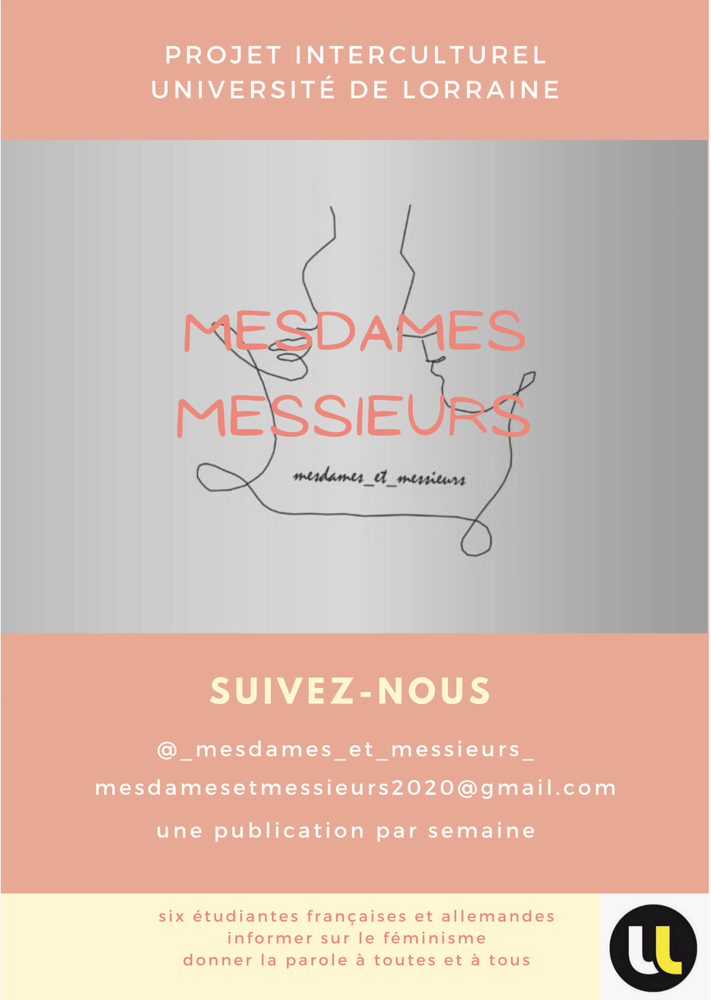 PROJET INTERCULTUREL
UNIVERSITÉ DE LORRAINE
MESDAMES
MESSIEURS
mesdames_et_messieurs
SUIVEZ-NOUS
@_mesdames_et_messieurs_
mesdamesetmessieurs2020@gmail.com
une publication par semaine
six étudiantes françaises et allemandes
informer sur le féminisme
donner la parole à toutes et à tous
UL